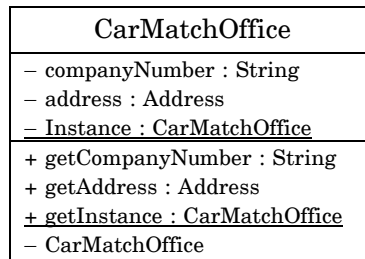 CarMatchOffice
– companyNumber : String
– address : Address
– Instance : CarMatchOffice
+ getCompanyNumber : String
+ getAddress : Address
+ getInstance : CarMatchOffice
– CarMatchOffice